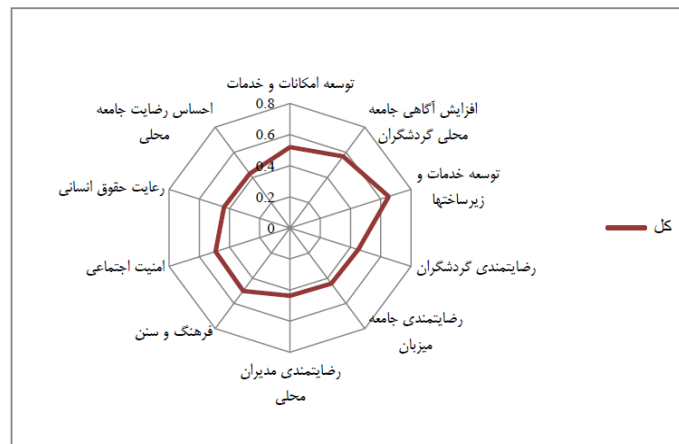 توسعه امکانات و خدمات
افزایش آگاهی جامعه
محلی گردشگران
توسعه خدمات و
زیرساختها
رضایتمندی گردشگران
رضایتمندی جامعه
میزبان
رضایتمندی مدیران
محلی
فرهنگ و سنن
امنیت اجتماعی
رعایت حقوق انسانی
احساس رضایت جامعه
محلی
0.8
0.6
0.4
0.2
0
کل